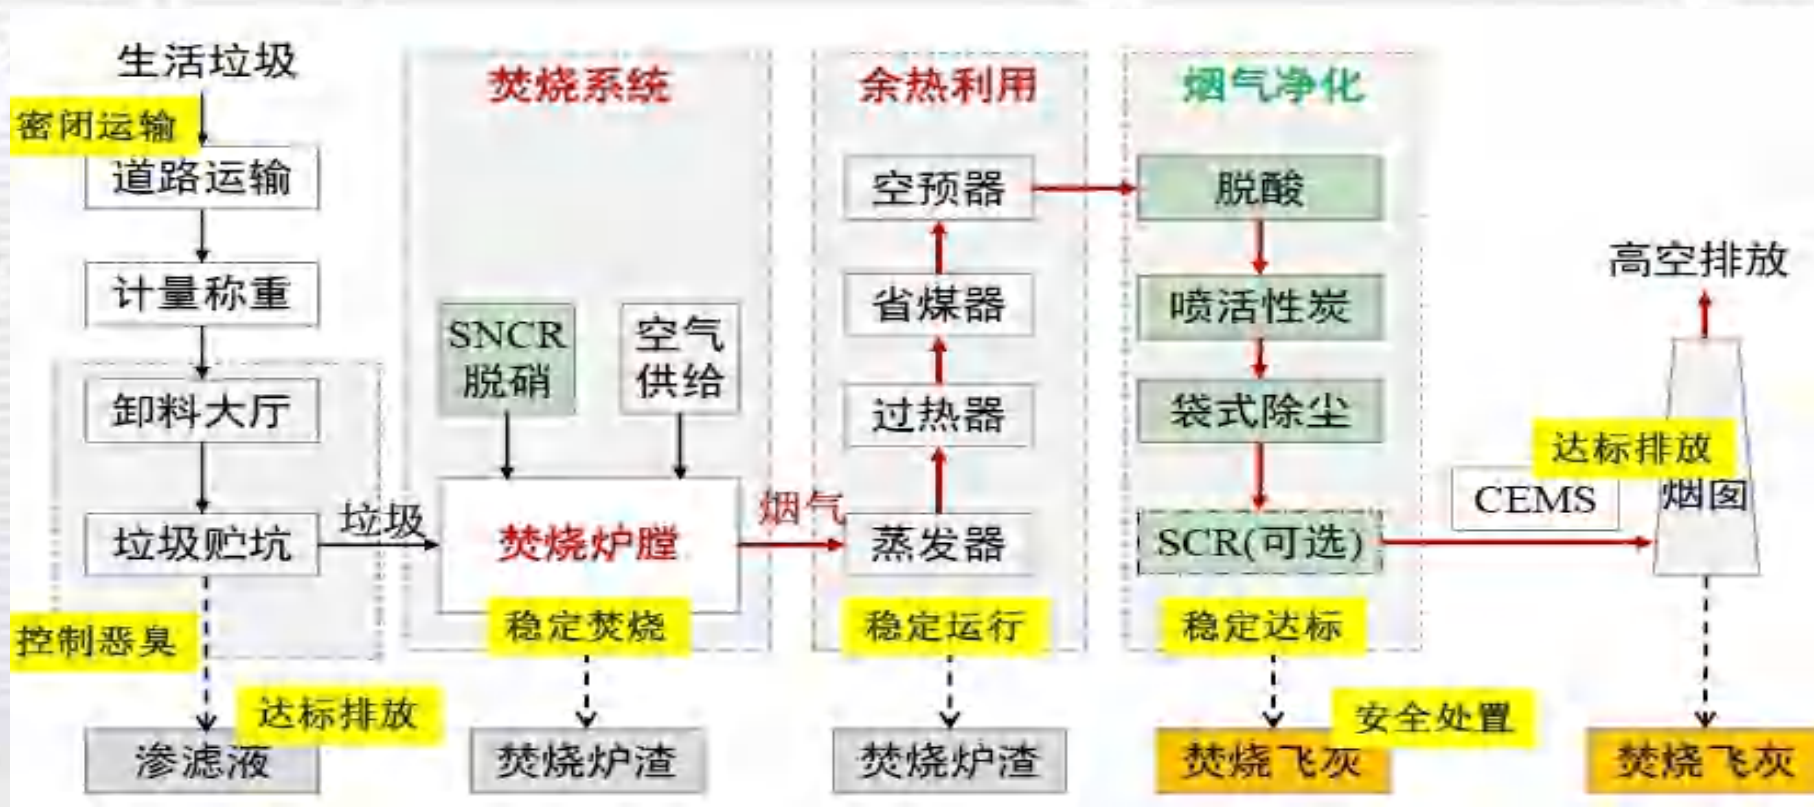 生活垃圾
密闭运输
道路运输
计量称重
卸料大厅
垃圾贮坑
控制恶臭
达标排放
渗滤液
垃圾
焚烧系统
SNCR
脱硝
空气
供给
焚烧炉膛
稳定焚烧
焚烧炉渣
烟气
余热利用
空预器
省煤器
过热器
蒸发器
稳定运行
焚烧炉渣
烟气净化
脱酸
喷活性炭
袋式除尘
SCR(可选)
稳定达标
安全处置
焚烧飞灰
高空排放
达标排放
CEMS
烟囱
焚烧飞灰